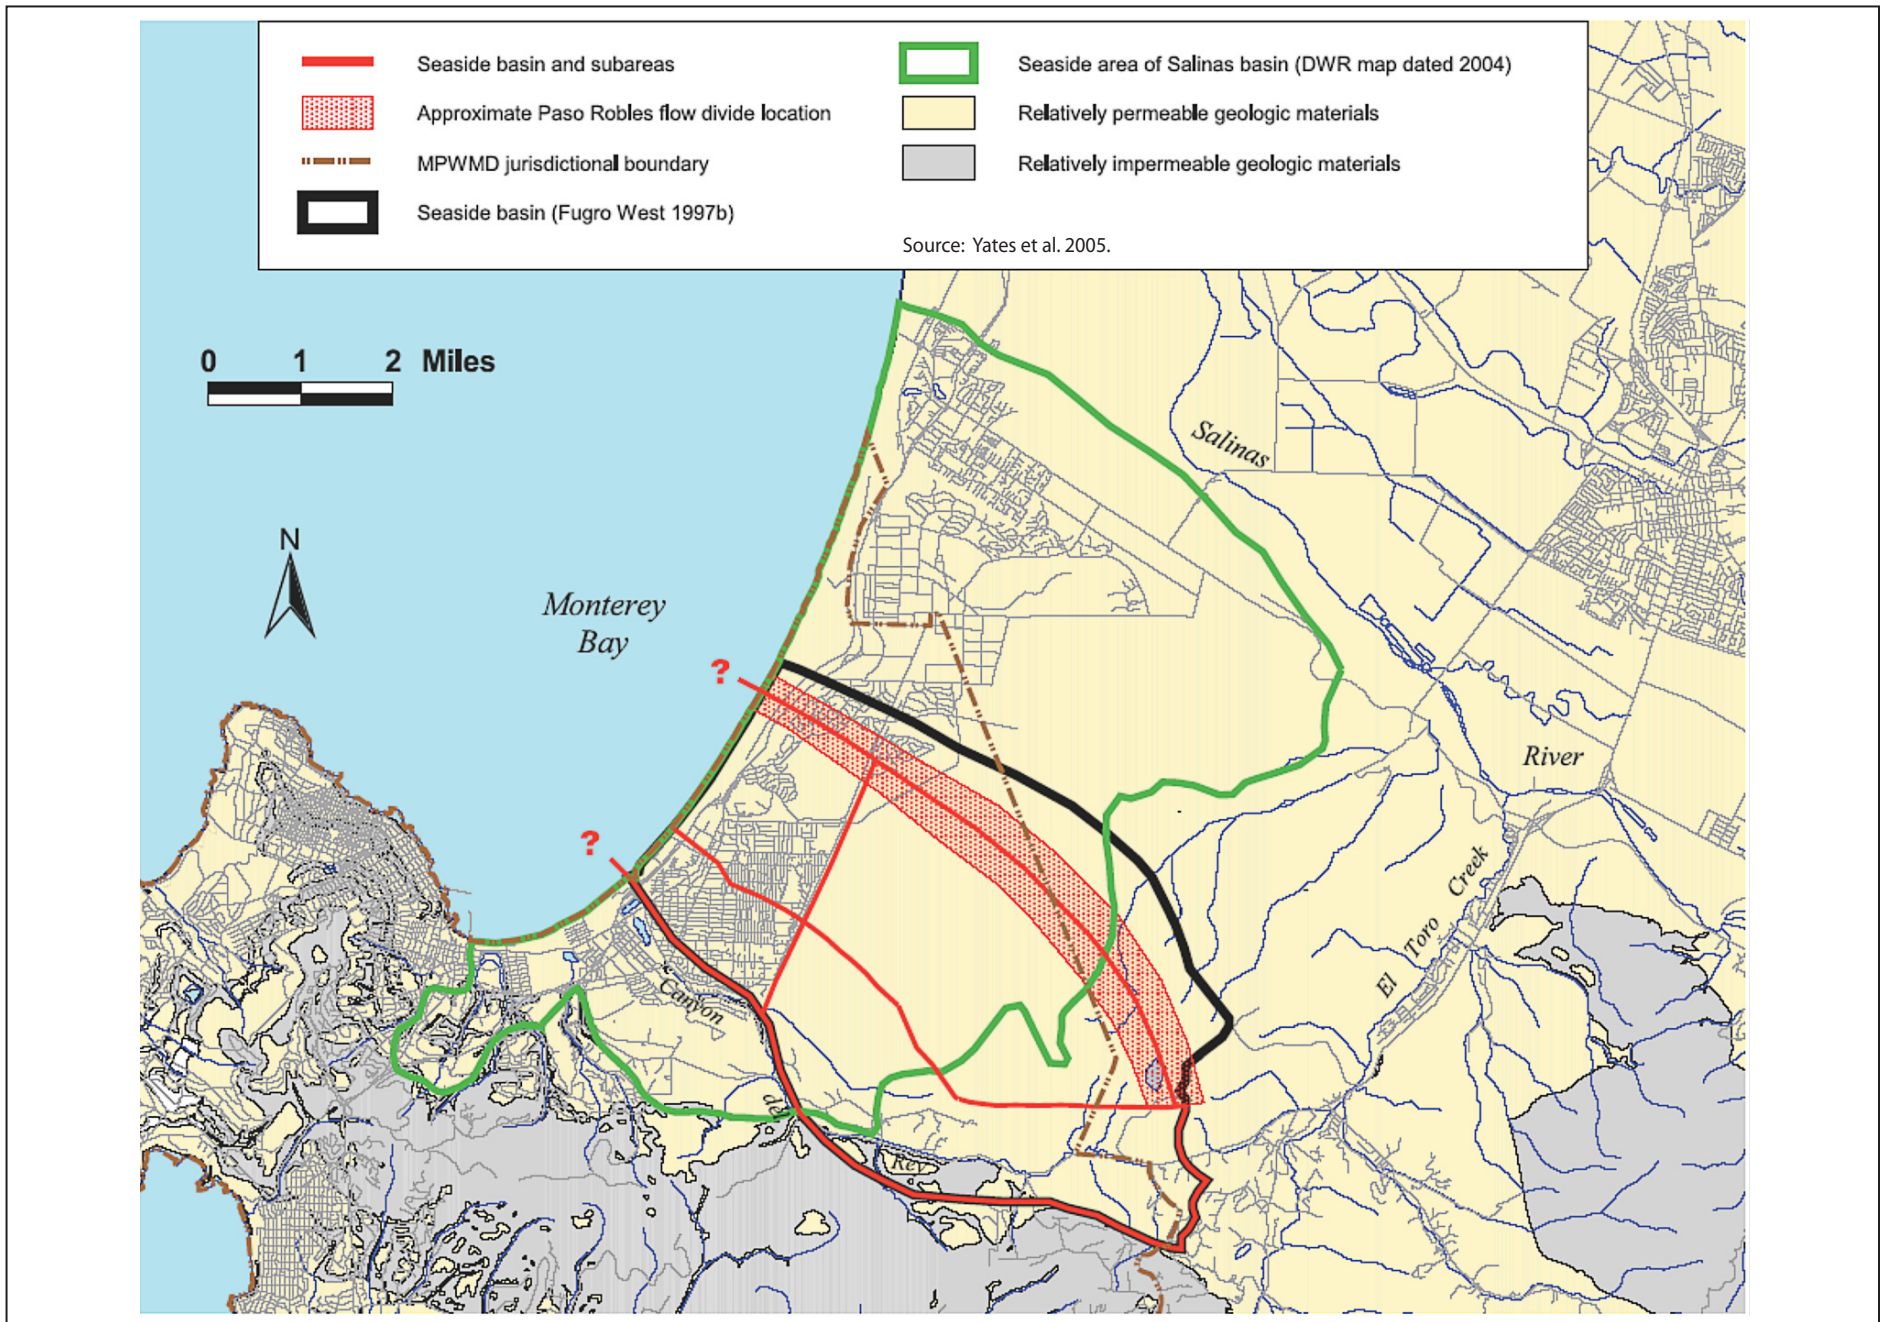 Seaside basin and subareas
Approximate Paso Robles flow divide location
MPWMD jurisdictional boundary
Seaside basin (Fugro West 1997b)
Seaside area of Salinas basin (DWR map dated 2004)
Relatively permeable geologic materials
Relatively impermeable geologic materials
Source: Yates et al. 2005.
0 1 2 Miles
N
Monterey
Bay
Salinas
River
El Toro Creek
?
?
Canyon
del
Rey